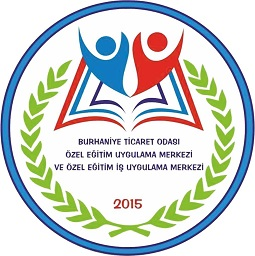 BURHANİYE TİCARET ODASI
ÖZEL EĞİTİM UYGULAMA MERKEZİ
VE ÖZEL EĞİTİM İŞ UYGULAMA MERKEZİ
2015